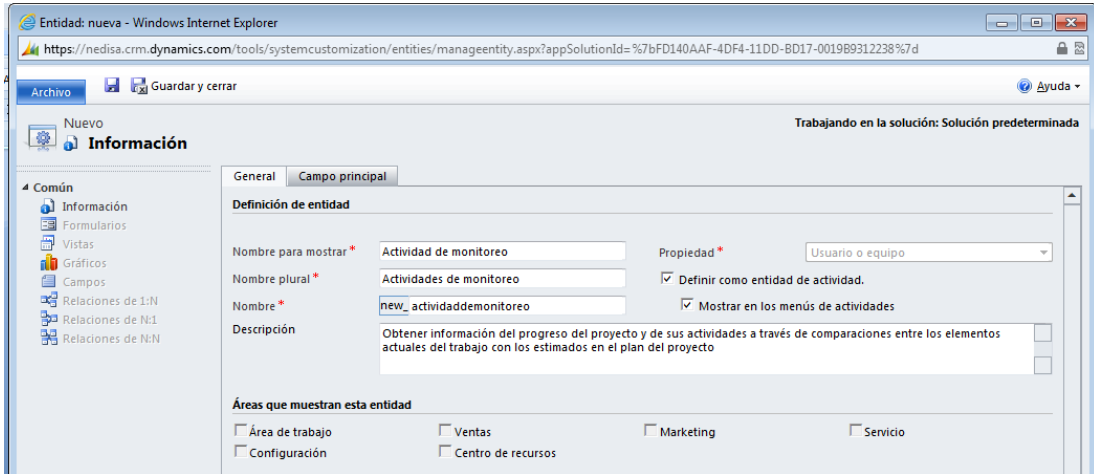 Entidad: nueva - Windows Internet Explorer
https://nedisa.crm.dynamics.com/tools/systemcustomization/entities/manageentity.aspx?appSolutionId=%7bFD140AAF-4DF4-11DD-BD17-0019B9312238%7d
Archivo Guardar y cerrar Ayuda
Nuevo
Información
Trabajando en la solución: Solución predeterminada
Común
Información
Formularios
Vistas
Gráficos
Campos
Relaciones de 1:N
Relaciones de N:1
Relaciones de N:N
General Campo principal
Definición de entidad
Nombre para mostrar * Actividad de monitoreo Propiedad * Usuario o equipo
Nombre plural * Actividades de monitoreo Definir como entidad de actividad.
Nombre * new_ actividaddemonitoreo Mostrar en los menús de actividades
Descripción
Obtener información del progreso del proyecto y de sus actividades a través de comparaciones entre los elementos
actuales del trabajo con los estimados en el plan del proyecto
Áreas que muestran esta entidad
Área de trabajo Ventas Marketing Servicio
Configuración Centro de recursos